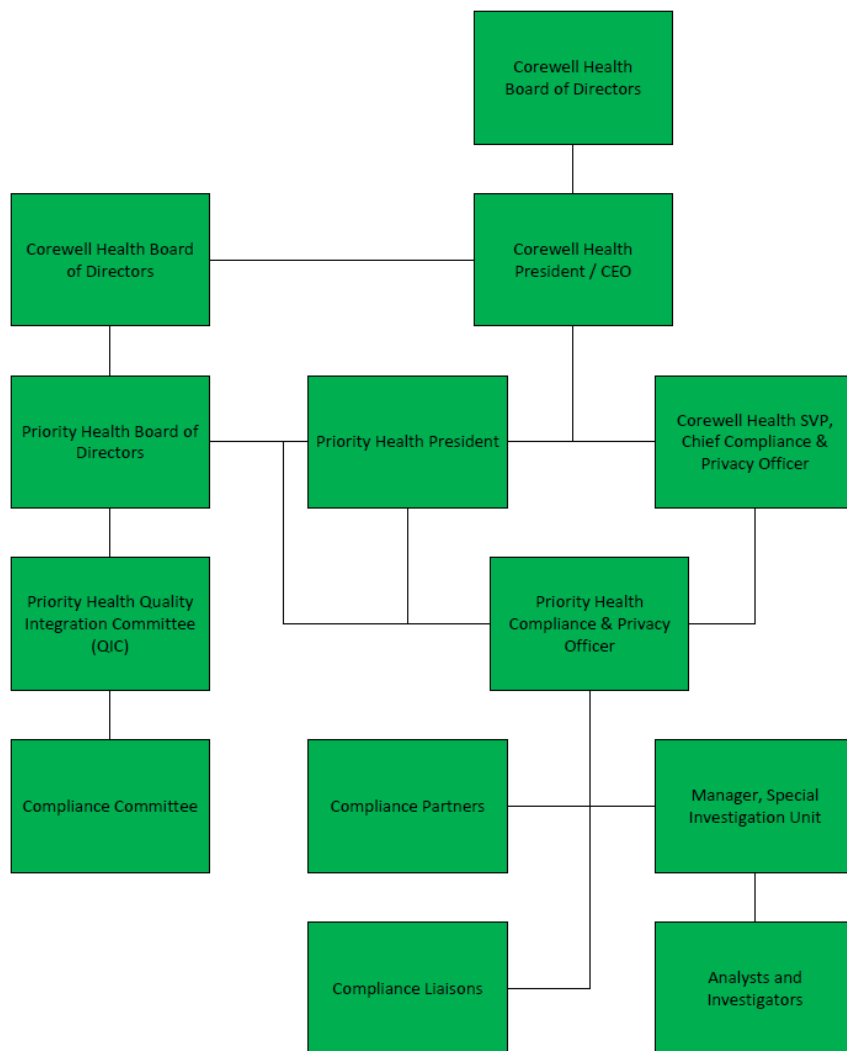 Corewell Health
Board of Directors
Corewell Health Board
of Directors
Corewell Health
President / CEO
Priority Health Board of
Directors
Priority Health President
Corewell Health SVP,
Chief Compliance &
Privacy Officer
Priority Health Quality
Integration Committee
(QIC)
Priority Health
Compliance & Privacy
Officer
Compliance Committee
Compliance Partners
Manager, Special
Investigation Unit
Compliance Liaisons
Analysts and
Investigators